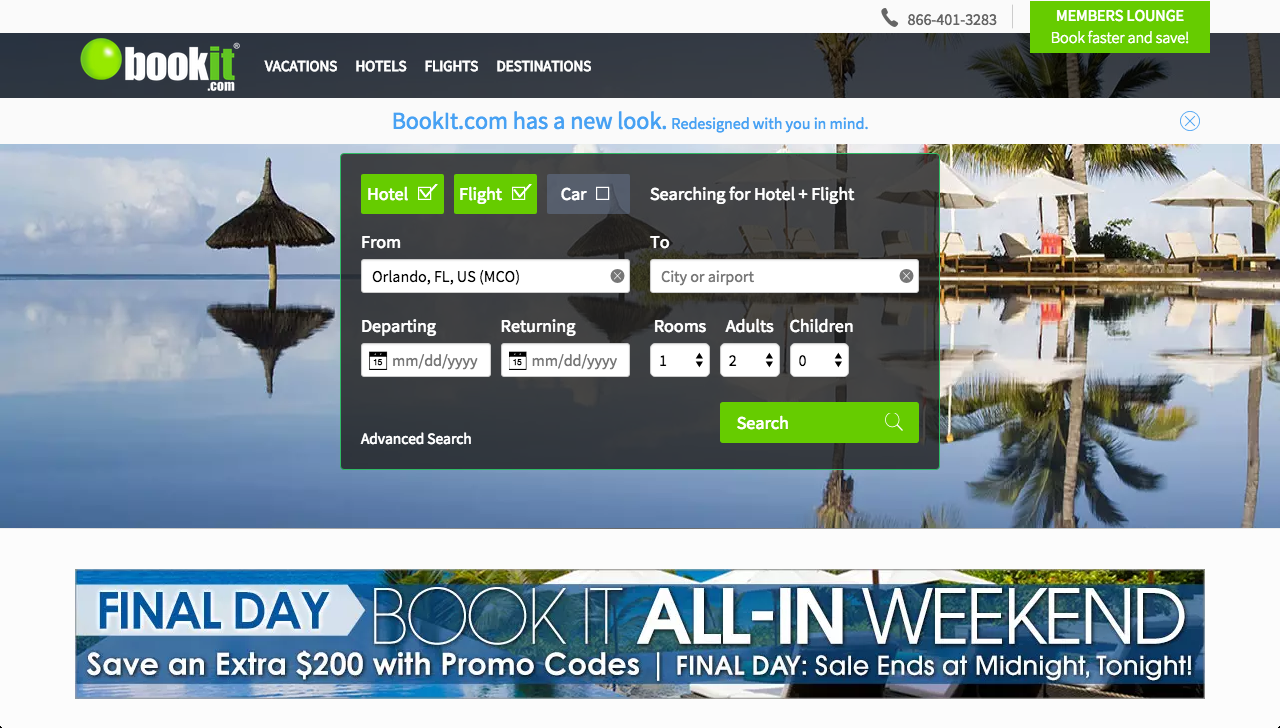 866-401-3283
MEMBERS LOUNGE
Book faster and save!
bookit®
.com
VACATIONS HOTELS FLIGHTS DESTINATIONS
BookIt.com has a new look. Redesigned with you in mind.
Hotel Flight Car Searching for Hotel + Flight
From To
Orlando, FL, US (MCO) City or airport
Departing Returning Rooms Adults Children
15 mm/dd/yyyy 15 mm/dd/yyyy 1 2 0
Search
Advanced Search
FINAL DAY BOOK IT ALL-IN WEEKEND
Save an Extra $200 with Promo Codes | FINAL DAY: Sale Ends at Midnight, Tonight!